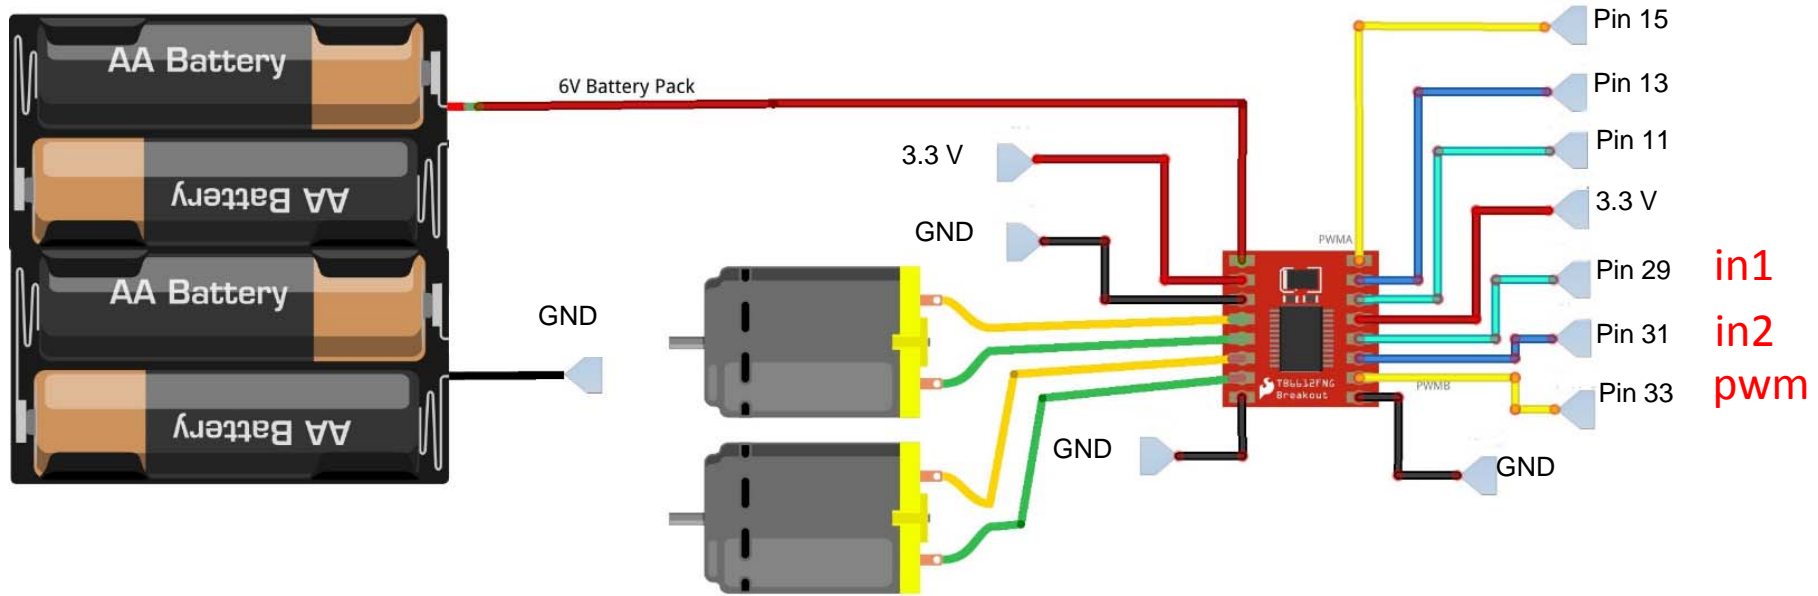 AA Battery
6V Battery Pack
AA Battery
AA Battery
AA Battery
GND
3.3 V
GND
GND
GND
PWMA
TB6612FNG
Breakout
PWMB
Pin 15
Pin 13
Pin 11
3.3 V
Pin 29 in1
Pin 31 in2
Pin 33 pwm